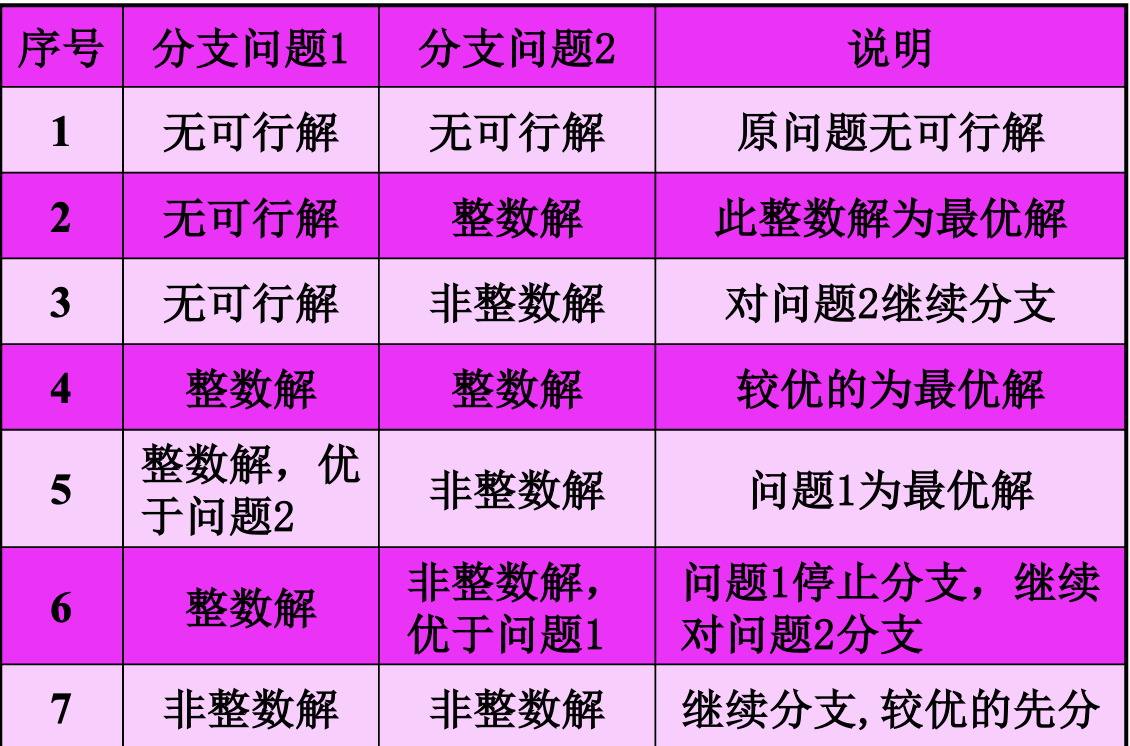 序号 分支问题1 分支问题2 说明
1 无可行解 无可行解 原问题无可行解
2 无可行解 整数解 此整数解为最优解
3 无可行解 非整数解 对问题2继续分支
4 整数解 整数解 较优的为最优解
5 整数解，优 非整数解 问题1为最优解
于问题2
6 整数解 非整数解， 问题1停止分支，继续
优于问题1 对问题2分支
7 非整数解 非整数解 继续分支,较优的先分